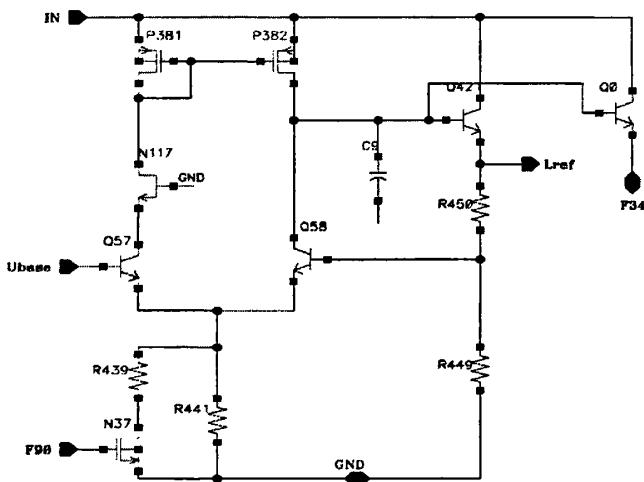 IN
P381
P382
Q42
Q0
N117
C9
GND
Lref
R450
F34
Q57
Q58
Ubase
R439
R441
R449
N37
F90
GND